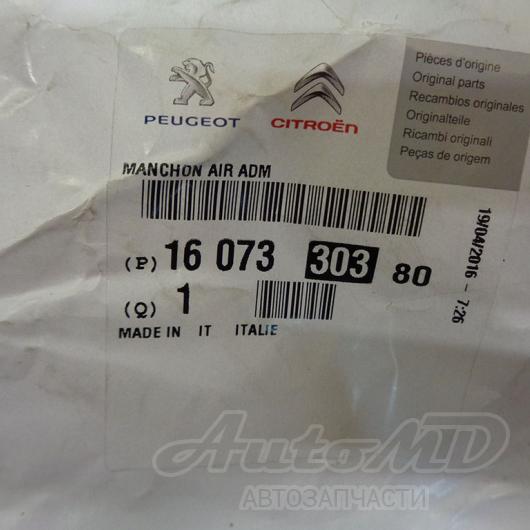 Pièces d'origine
Original parts
Recambios originales
Originalteile
Ricambi originali
Peças de origem
PEUGEOT
CITROËN
MANCHON AIR ADM
(P) 16 073 303 80
(Q) 1
MADE IN IT ITALIE
19/04/2016 - 7:26
AutoMD
АВТОЗАПЧАСТИ